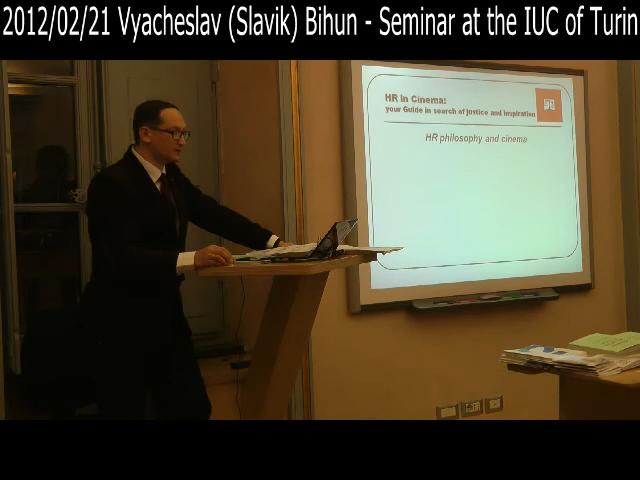 2012/02/21 Vyacheslav (Slavik) Bihun - Seminar at the IUC of Turin
HR in Cinema:
your Guide in search of justice and inspiration
HR philosophy and cinema